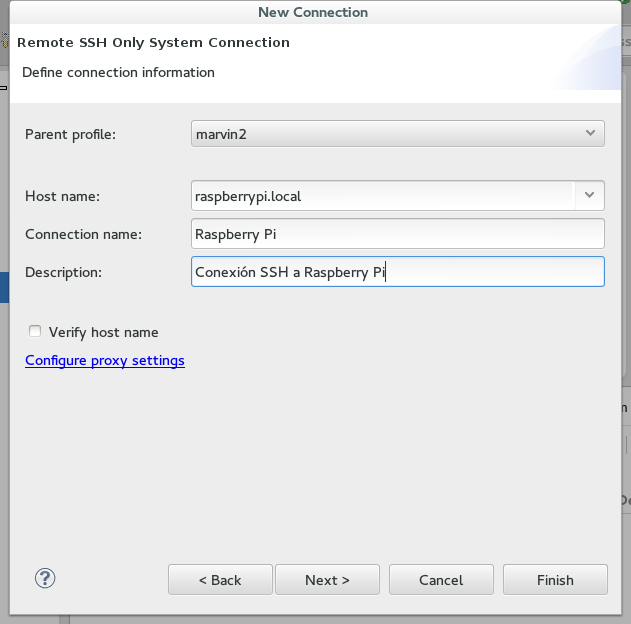 New Connection
Remote SSH Only System Connection
Define connection information
Parent profile: marvin2
Host name: raspberrypi.local
Connection name: Raspberry Pi
Description: Conexión SSH a Raspberry Pi
Verify host name
Configure proxy settings
? < Back Next > Cancel Finish